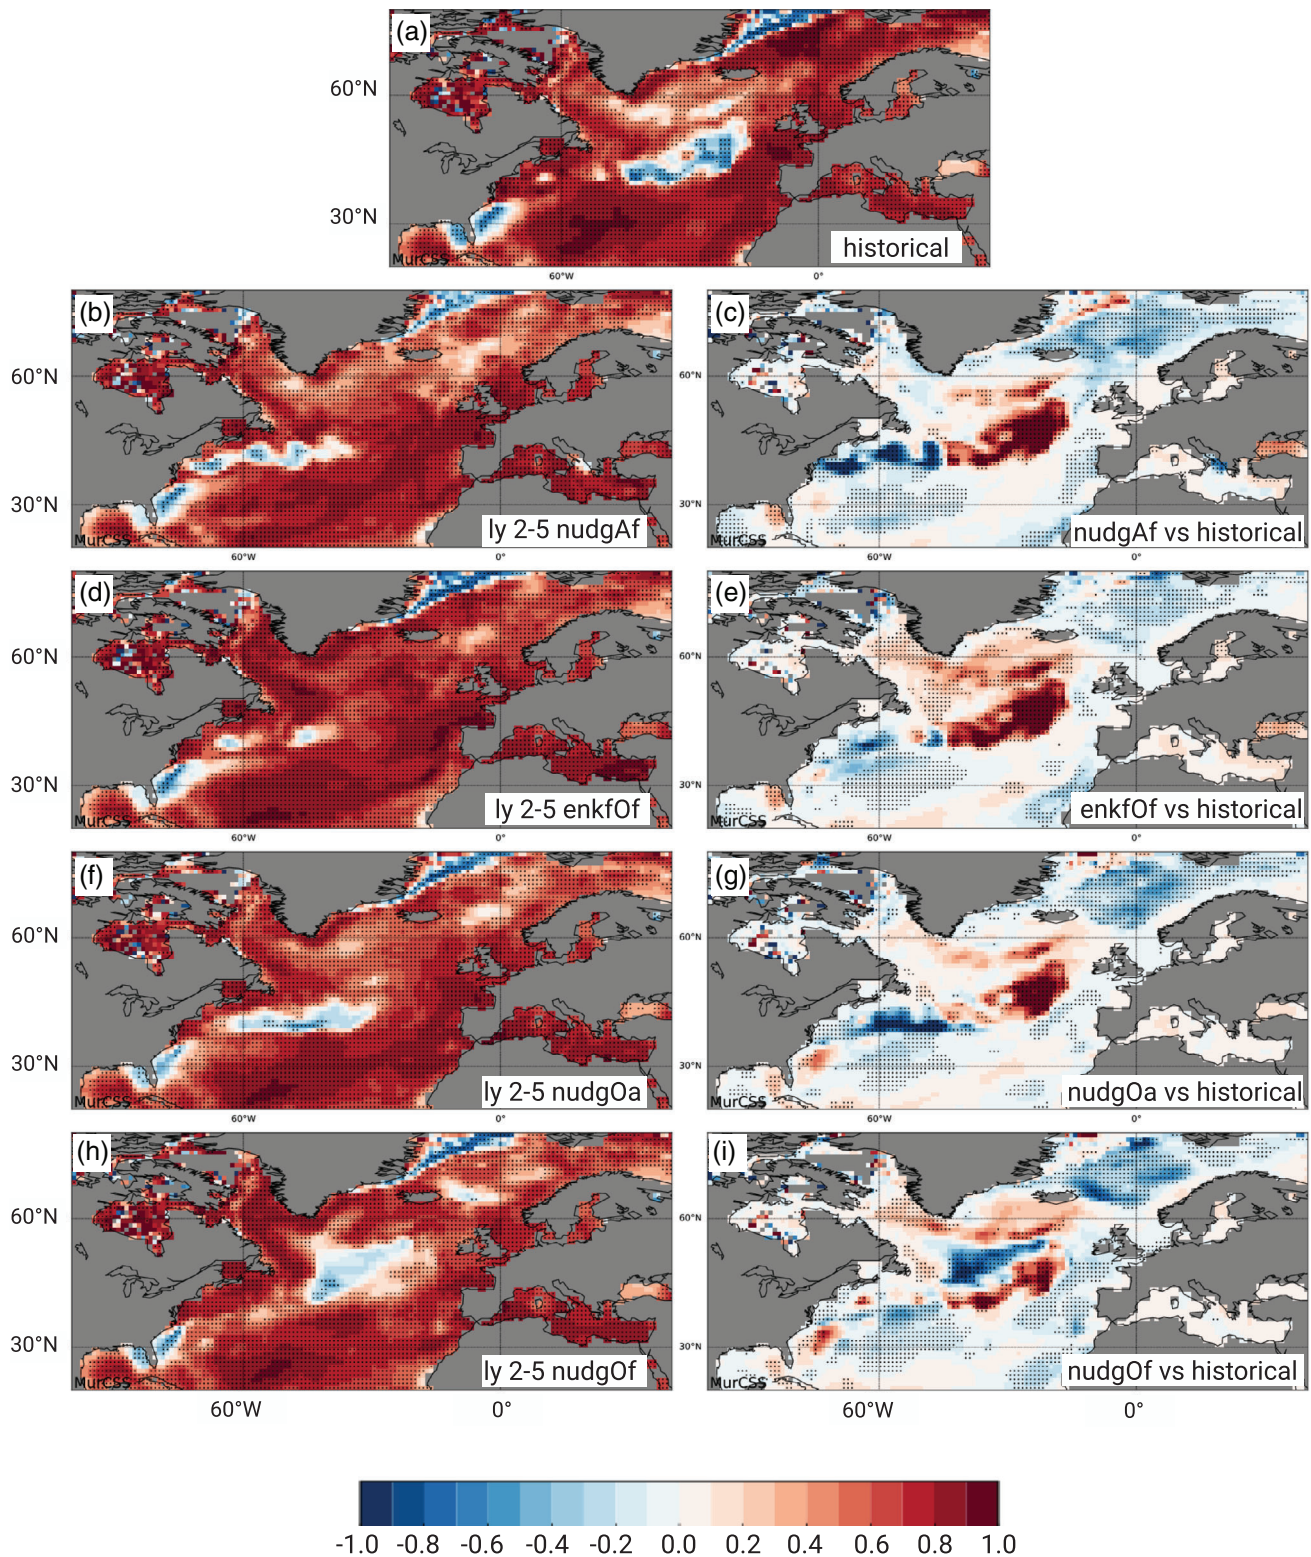 (a)
60°N
30°N
historical
MurCSS
60°W 0°
(b) (c)
60°N 60°N
30°N 30°N
ly 2-5 nudgAf nudgAf vs historical
MurCSS MurCSS
60°W 0° 60°W 0°
(d) (e)
60°N 60°N
30°N 30°N
ly 2-5 enkfOf enkfOf vs historical
MurCSS MurCSS
60°W 0° 60°W 0°
(f) (g)
60°N 60°N
30°N 30°N
ly 2-5 nudgOa nudgOa vs historical
MurCSS MurCSS
60°W 0° 60°W 0°
(h) (i)
60°N 60°N
30°N 30°N
ly 2-5 nudgOf nudgOf vs historical
MurCSS MurCSS
60°W 0° 60°W 0°
-1.0 -0.8 -0.6 -0.4 -0.2 0.0 0.2 0.4 0.6 0.8 1.0